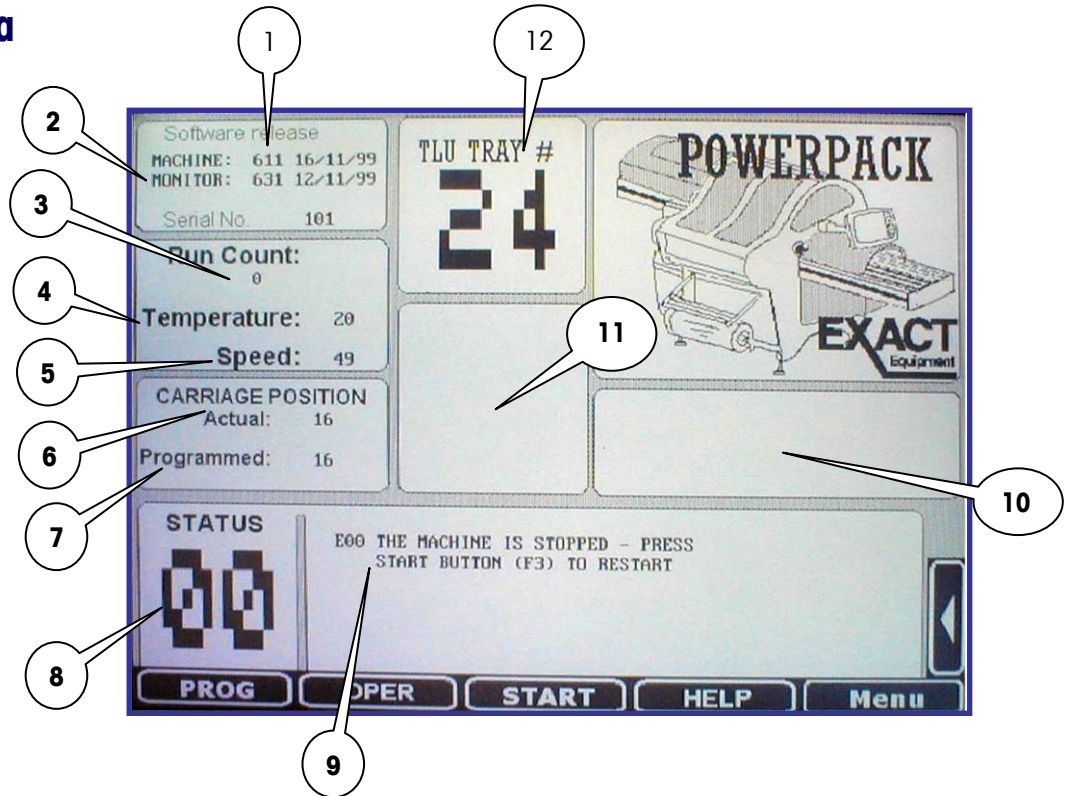 a
1
12
2
3
4
5
6
7
8
9
10
11
Software release
MACHINE: 611 16/11/99
MONITOR: 631 12/11/99
Serial No. 101
Run Count:
0
Temperature: 20
Speed: 49
CARRIAGE POSITION
Actual: 16
Programmed: 16
TLU TRAY #
24
POWERPACK
EXACT
Equipment
STATUS
00
E00 THE MACHINE IS STOPPED - PRESS
START BUTTON (F3) TO RESTART
PROG
OPER
START
HELP
Menu